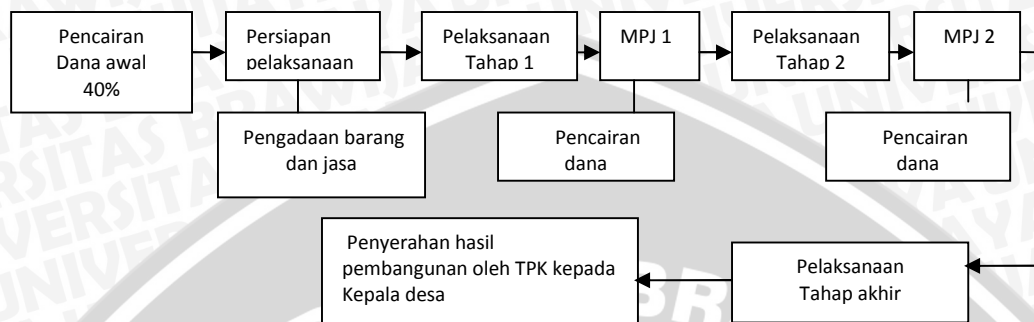 Pencairan
Dana awal
40%
Persiapan
pelaksanaan
Pelaksanaan
Tahap 1
MPJ 1
Pelaksanaan
Tahap 2
MPJ 2
Pengadaan barang
dan jasa
Pencairan
dana
Pencairan
dana
Penyerahan hasil
pembangunan oleh TPK kepada
Kepala desa
Pelaksanaan
Tahap akhir